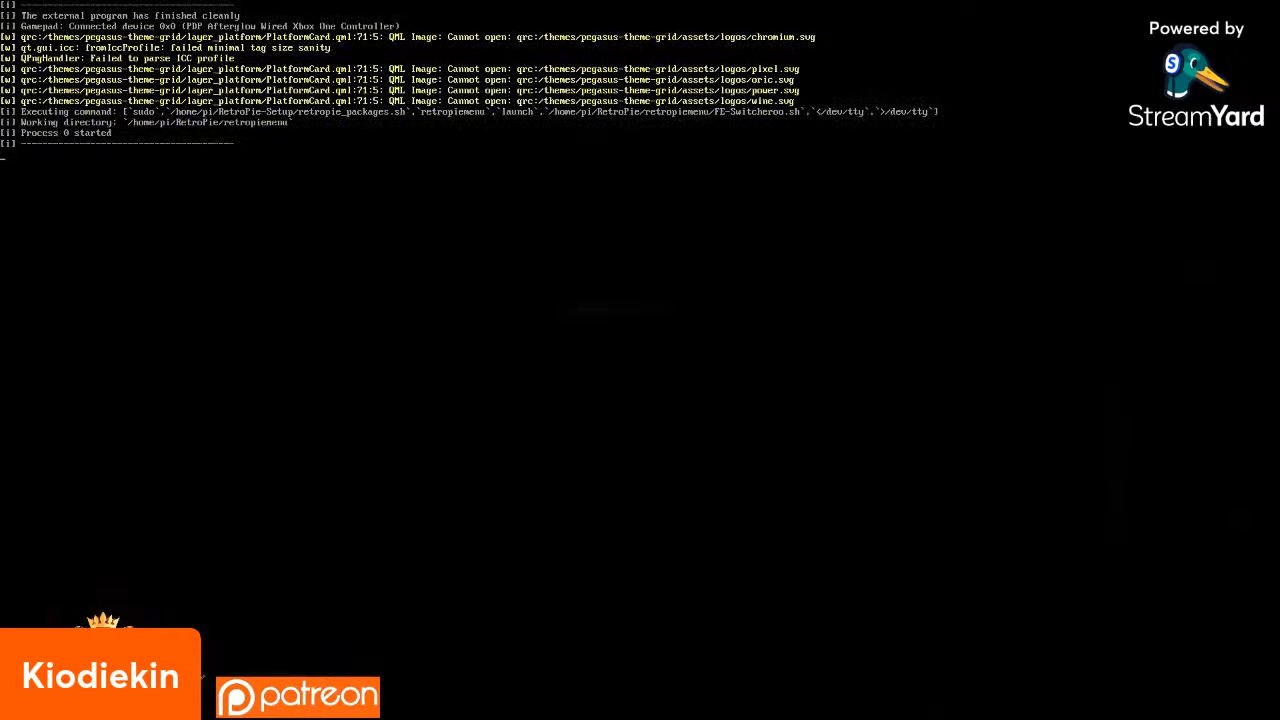 [i] ----------------------------------------
[i] The external program has finished cleanly
[i] Gamepad: Connected device 0x0 (PDP Afterglow Wired Xbox One Controller)
[w] qrc:/themes/pegasus-theme-grid/layer_platform/PlatformCard.qml:71:5: QML Image: Cannot open: qrc:/themes/pegasus-theme-grid/assets/logos/chromium.svg
[w] qt.gui.icc: fromIccProfile: failed minimal tag size sanity
[w] QPngHandler: Failed to parse ICC profile
[w] qrc:/themes/pegasus-theme-grid/layer_platform/PlatformCard.qml:71:5: QML Image: Cannot open: qrc:/themes/pegasus-theme-grid/assets/logos/pixel.svg
[w] qrc:/themes/pegasus-theme-grid/layer_platform/PlatformCard.qml:71:5: QML Image: Cannot open: qrc:/themes/pegasus-theme-grid/assets/logos/oric.svg
[w] qrc:/themes/pegasus-theme-grid/layer_platform/PlatformCard.qml:71:5: QML Image: Cannot open: qrc:/themes/pegasus-theme-grid/assets/logos/power.svg
[w] qrc:/themes/pegasus-theme-grid/layer_platform/PlatformCard.qml:71:5: QML Image: Cannot open: qrc:/themes/pegasus-theme-grid/assets/logos/wine.svg
[i] Executing command: [`sudo`,`/home/pi/RetroPie-Setup/retropie_packages.sh`,`retropiemenu`,`launch`,`/home/pi/RetroPie/retropiemenu/FE-Switcheroo.sh`,`</dev/tty`,`>/dev/tty`]
[i] Working directory: `/home/pi/RetroPie/retropiemenu`
[i] Process 0 started
[i] ----------------------------------------
Powered by
StreamYard
Kiodiekin
patreon